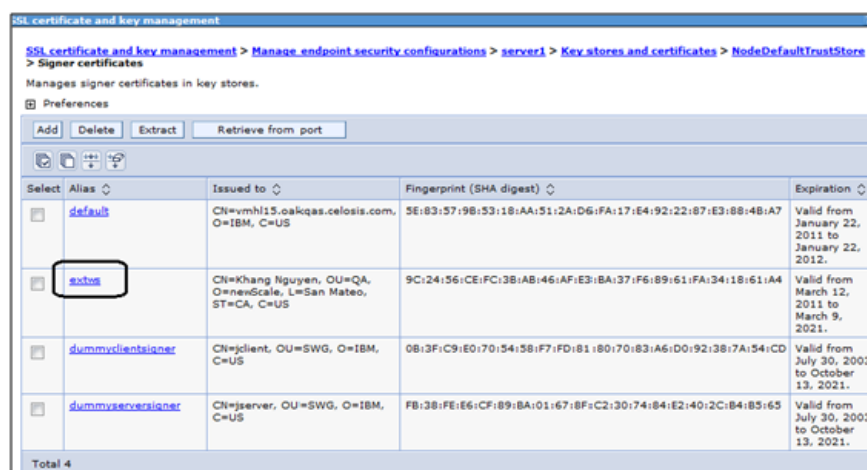 SSL certificate and key management
SSL certificate and key management > Manage endpoint security configurations > server1 > Key stores and certificates > NodeDefaultTrustStore
> Signer certificates
Manages signer certificates in key stores.
Preferences
Add Delete Extract Retrieve from port
Select Alias Issued to Fingerprint (SHA digest) Expiration
default CN=vmhl15.oakqas.celosis.com, 5E:83:57:9B:53:18:AA:51:2A:D6:FA:17:E4:92:22:87:E3:88:4B:A7 Valid from
O=IBM, C=US January 22,
2011 to
January 22,
2012.
extws CN=Khang Nguyen, OU=QA, 9C:24:56:CE:FC:3B:AB:46:AF:E3:BA:37:F6:89:61:FA:34:18:61:A4 Valid from
O=newScale, L=San Mateo, March 12,
ST=CA, C=US 2011 to
March 9,
2021.
dummyclientsigner CN=jclient, OU=SWG, O=IBM, 0B:3F:C9:E0:70:54:58:F7:FD:81:80:70:83:A6:D0:92:38:7A:54:CD Valid from
C=US July 30, 2003
to October
13, 2021.
dummyserversigner CN=jserver, OU=SWG, O=IBM, FB:38:FE:E6:CF:89:BA:01:67:8F:C2:30:74:84:E2:40:2C:B4:B5:65 Valid from
C=US July 30, 2003
to October
13, 2021.
Total 4